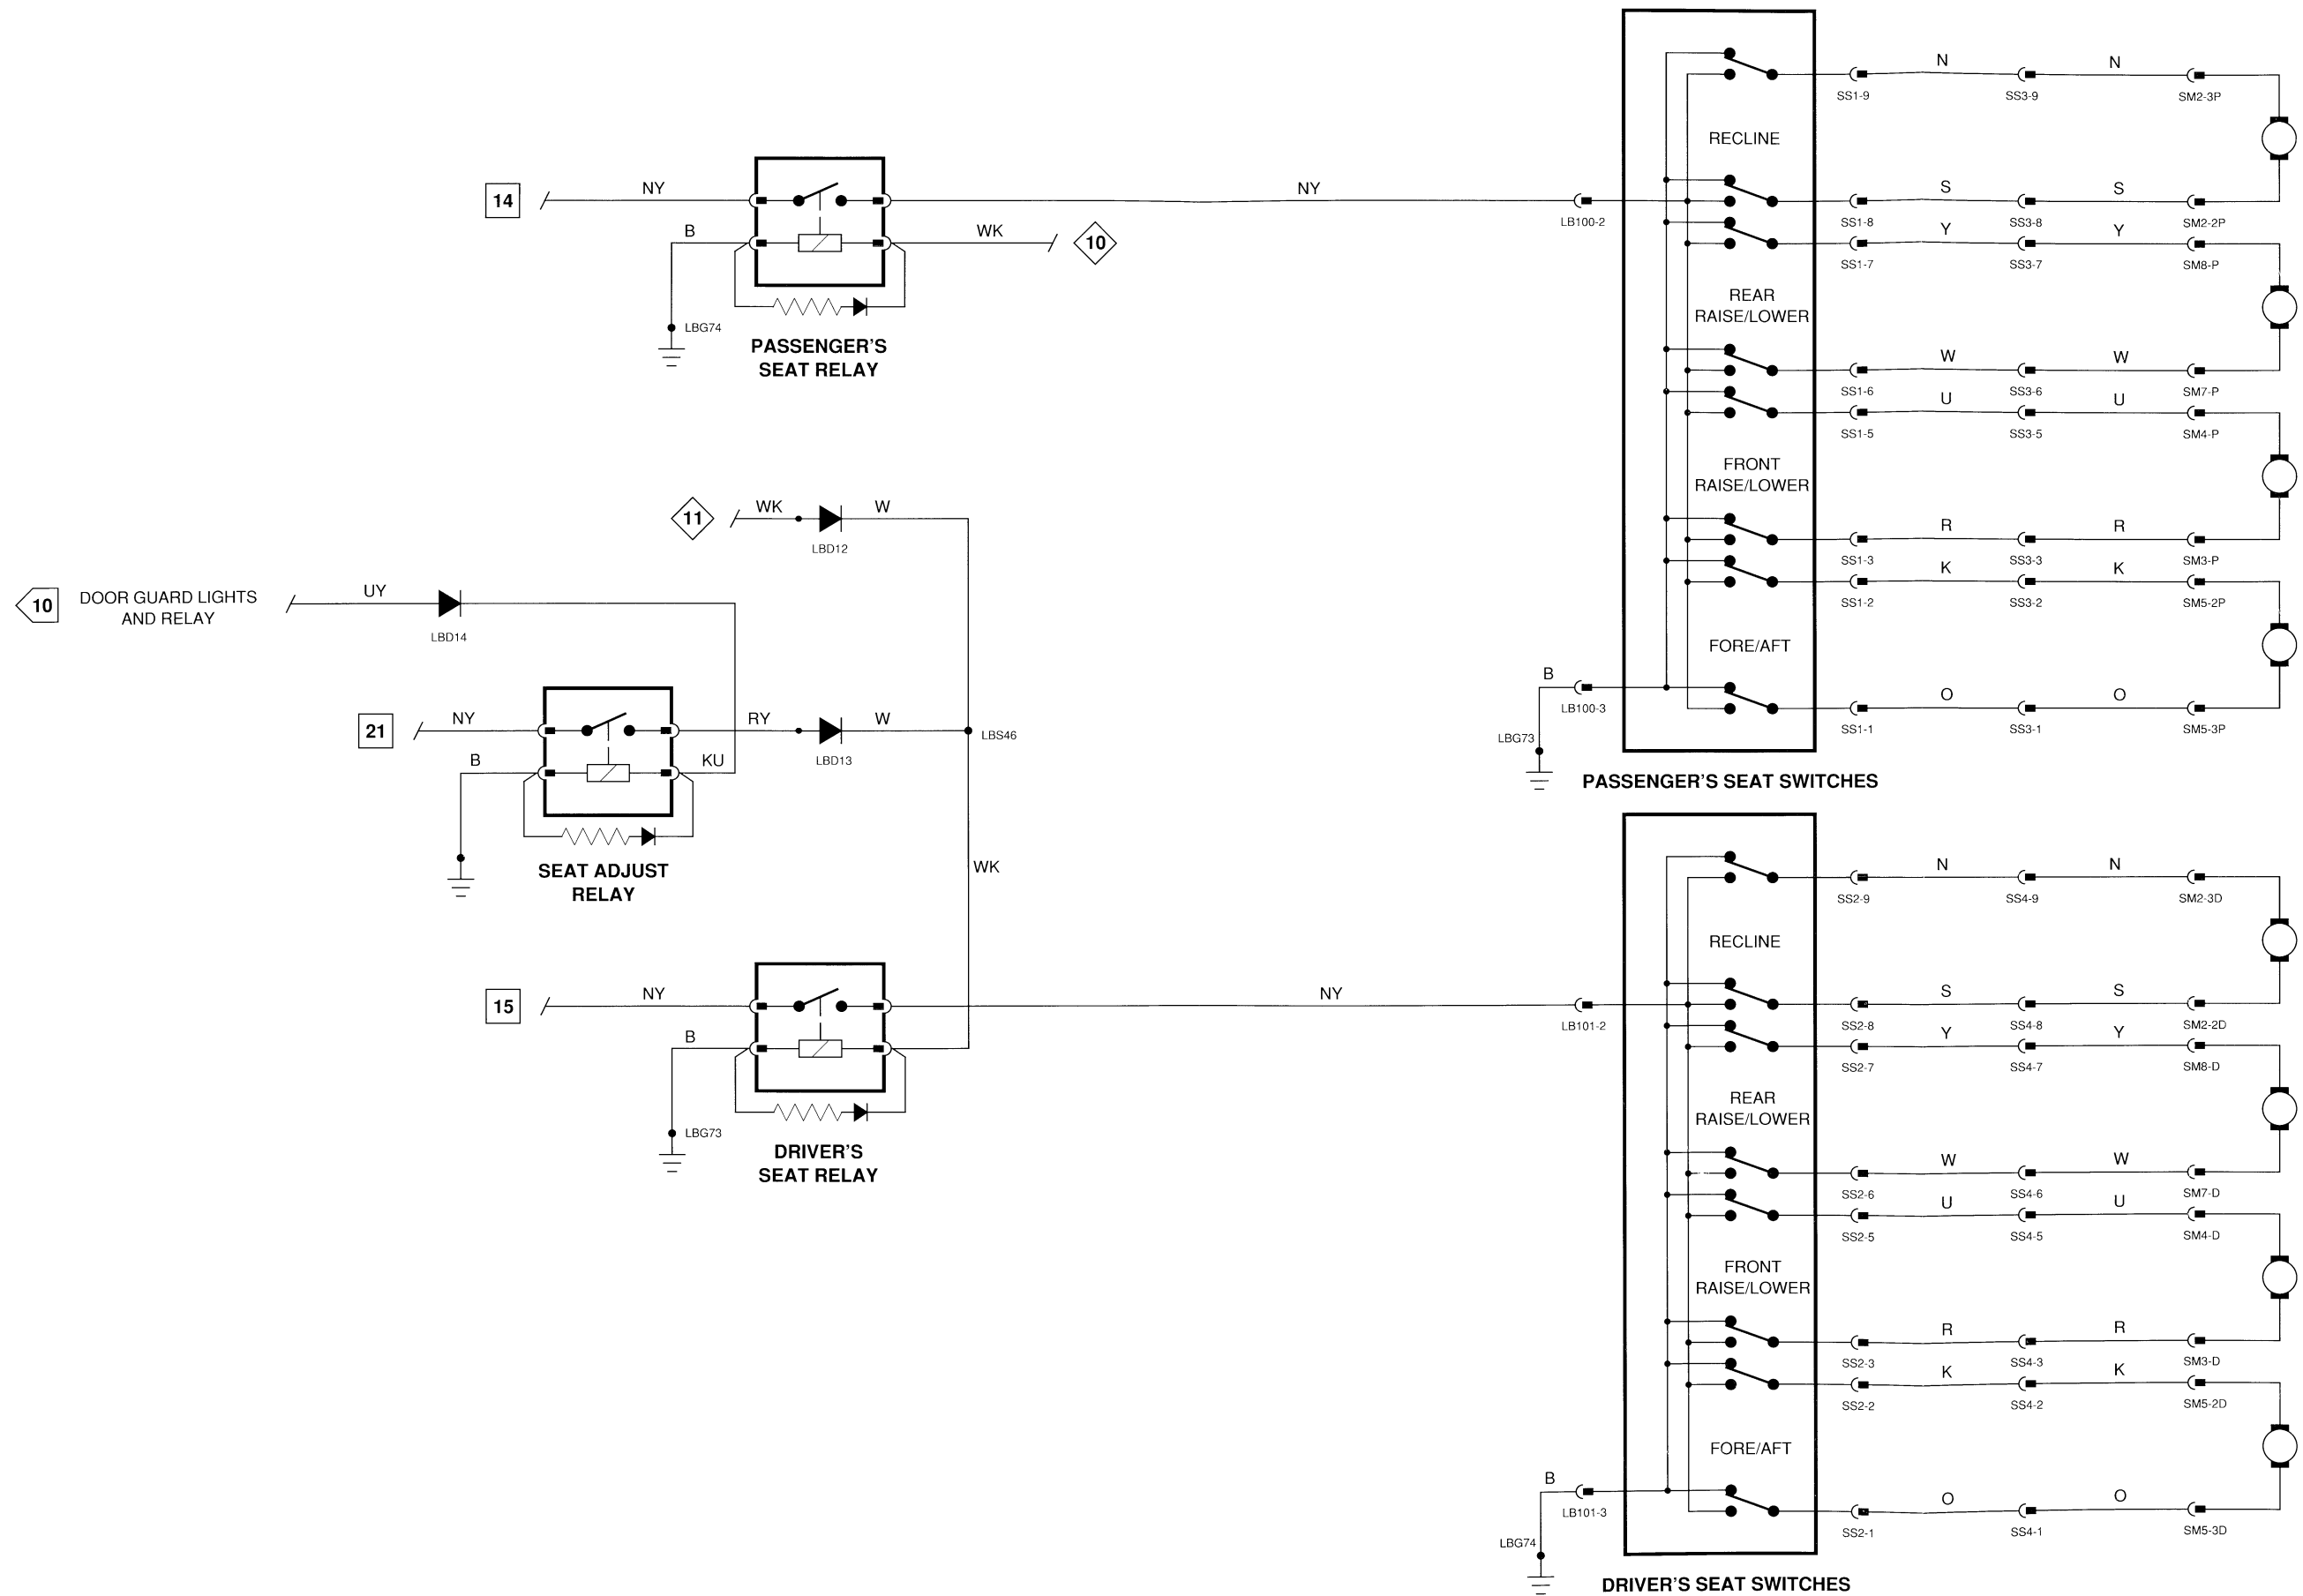 14
NY
B
LBG74
PASSENGER'S
SEAT RELAY
NY
WK
10
LB100-2
RECLINE
REAR
RAISE/LOWER
FRONT
RAISE/LOWER
FORE/AFT
B
LB100-3
LBG73
PASSENGER'S SEAT SWITCHES
N N
SS1-9 SS3-9 SM2-3P
S S
SS1-8 SS3-8 SM2-2P
Y Y
SS1-7 SS3-7 SM8-P
W W
SS1-6 SS3-6 SM7-P
U U
SS1-5 SS3-5 SM4-P
R R
SS1-3 SS3-3 SM3-P
K K
SS1-2 SS3-2 SM5-2P
O O
SS1-1 SS3-1 SM5-3P
11
WK
W
LBD12
10
DOOR GUARD LIGHTS
AND RELAY
UY
LBD14
21
NY
B
RY
KU
W
LBD13
LBS46
SEAT ADJUST
RELAY
WK
15
NY
B
LBG73
DRIVER'S
SEAT RELAY
NY
LB101-2
RECLINE
REAR
RAISE/LOWER
FRONT
RAISE/LOWER
FORE/AFT
B
LB101-3
LBG74
DRIVER'S SEAT SWITCHES
N N
SS2-9 SS4-9 SM2-3D
S S
SS2-8 SS4-8 SM2-2D
Y Y
SS2-7 SS4-7 SM8-D
W W
SS2-6 SS4-6 SM7-D
U U
SS2-5 SS4-5 SM4-D
R R
SS2-3 SS4-3 SM3-D
K K
SS2-2 SS4-2 SM5-2D
O O
SS2-1 SS4-1 SM5-3D